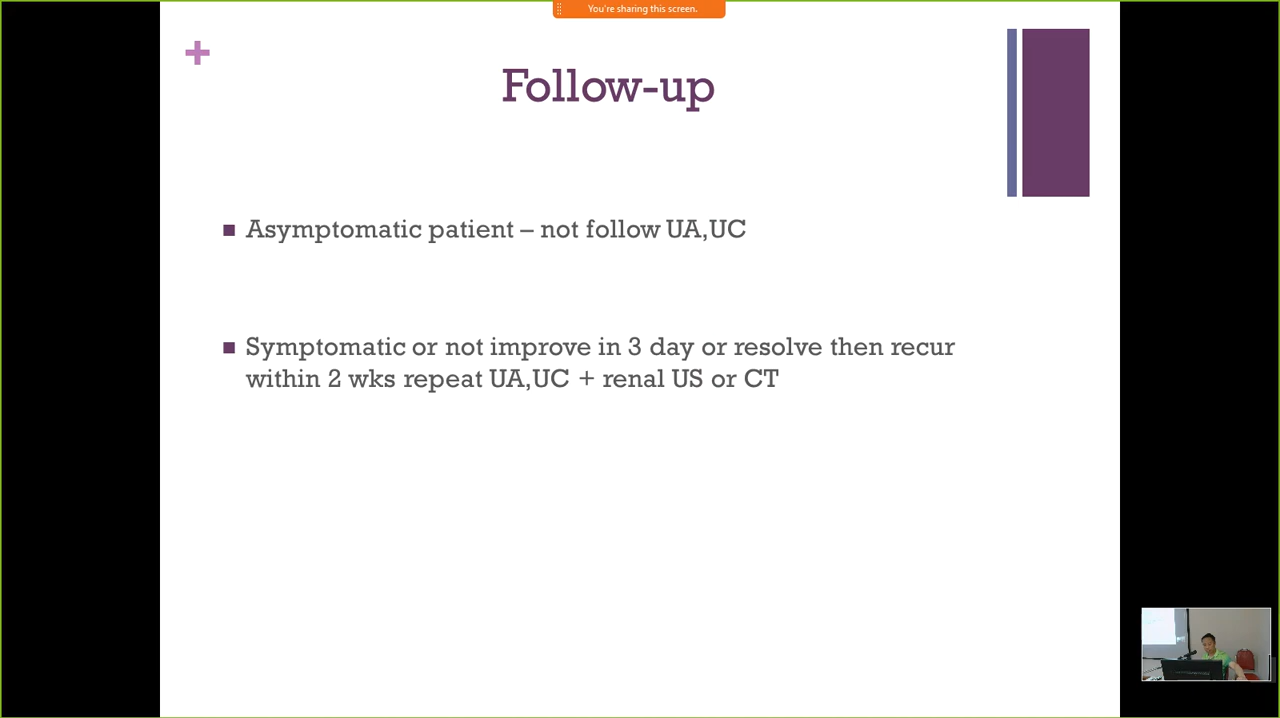 You're sharing this screen.
+
Follow-up
Asymptomatic patient – not follow UA,UC
Symptomatic or not improve in 3 day or resolve then recur
within 2 wks repeat UA,UC + renal US or CT